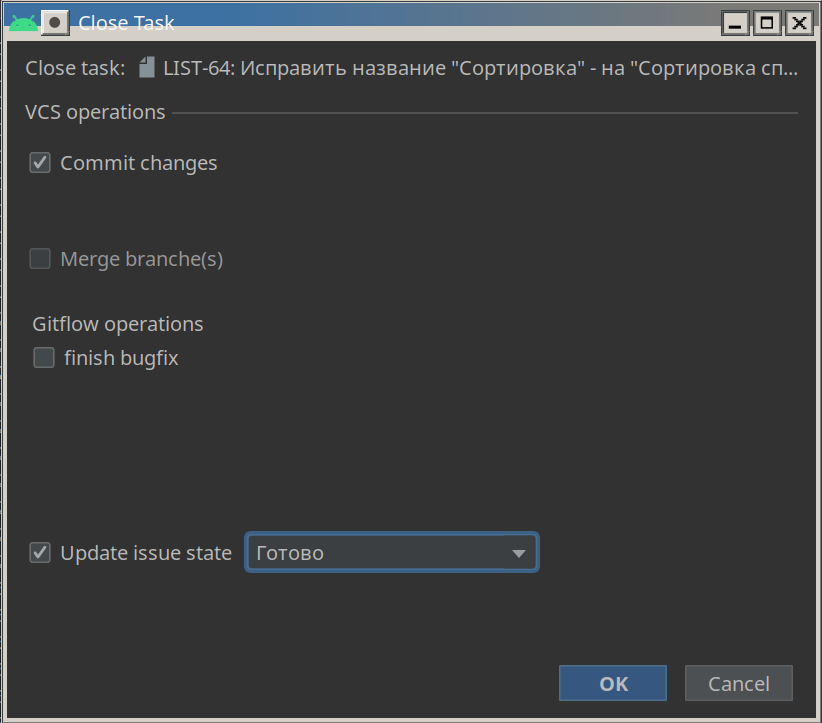 Close Task
Close task: LIST-64: Исправить название "Сортировка" - на "Сортировка сп...
VCS operations
Commit changes
Merge branche(s)
Gitflow operations
finish bugfix
Update issue state Готово
OK Cancel